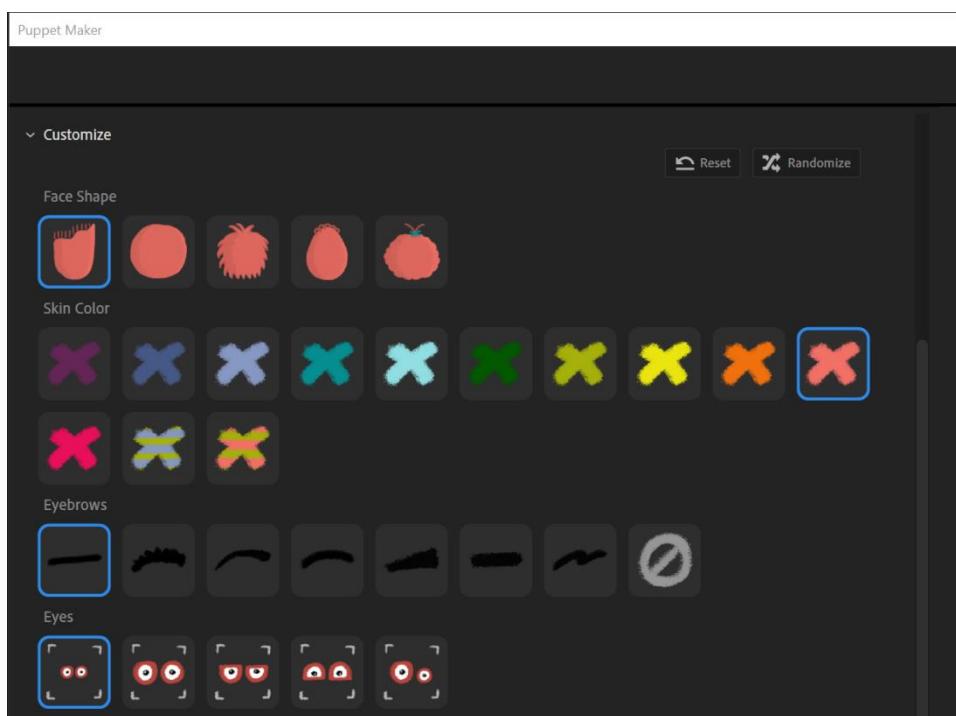 Puppet Maker
Customize
Reset
Randomize
Face Shape
Skin Color
Eyebrows
Eyes